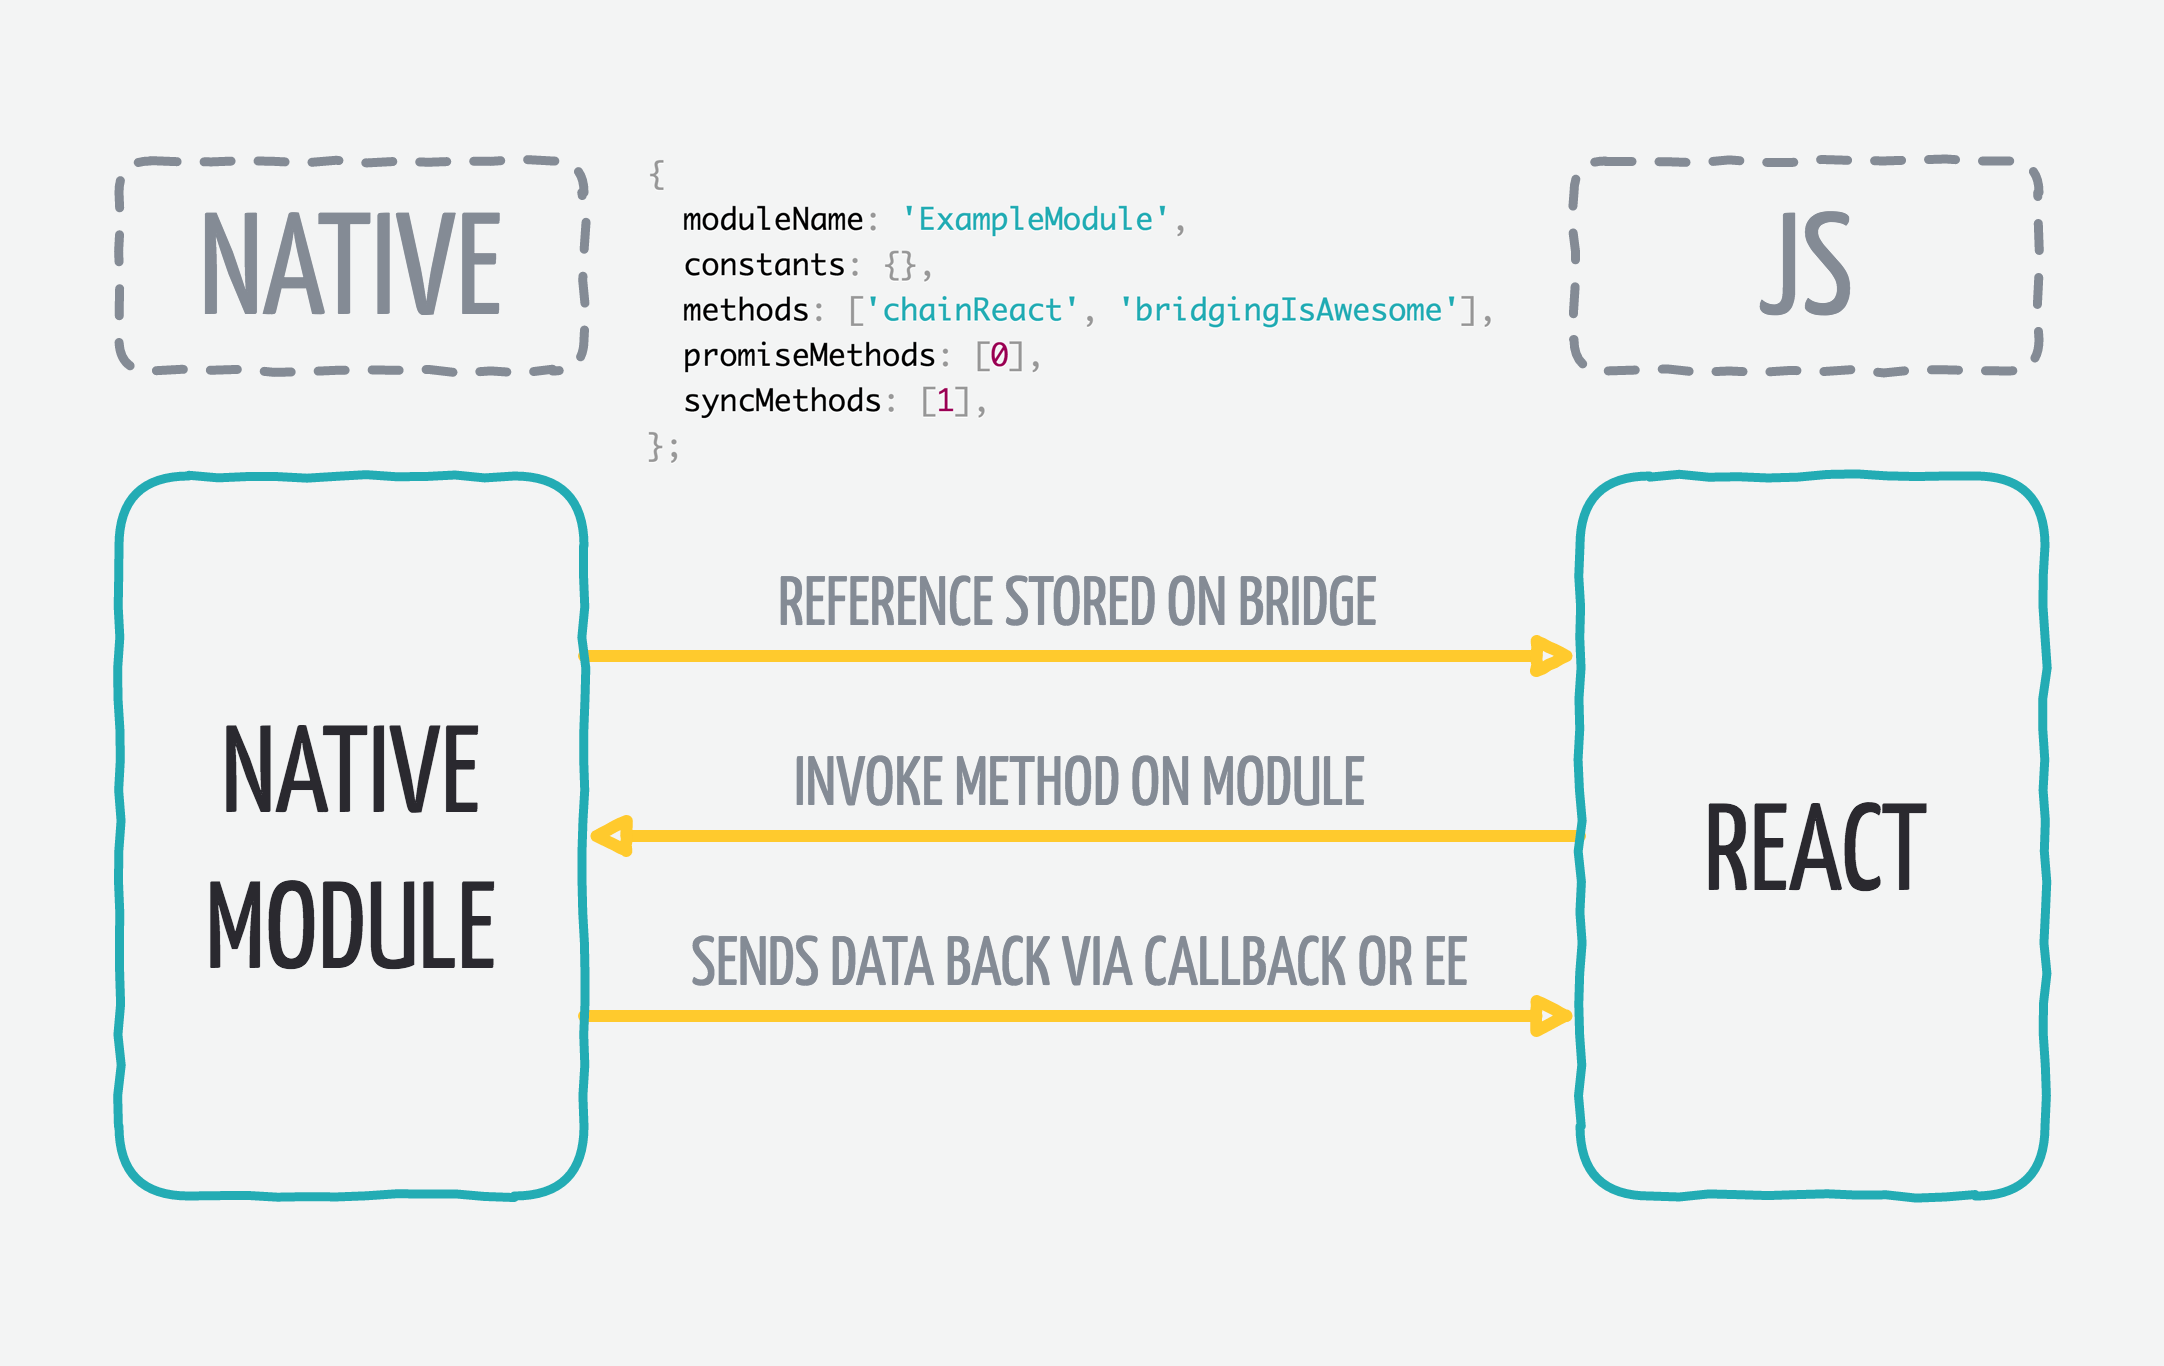 NATIVE
{
moduleName: 'ExampleModule',
constants: {},
methods: ['chainReact', 'bridgingIsAwesome'],
promiseMethods: [0],
syncMethods: [1],
};
JS
NATIVE
MODULE
REFERENCE STORED ON BRIDGE
INVOKE METHOD ON MODULE
SENDS DATA BACK VIA CALLBACK OR EE
REACT